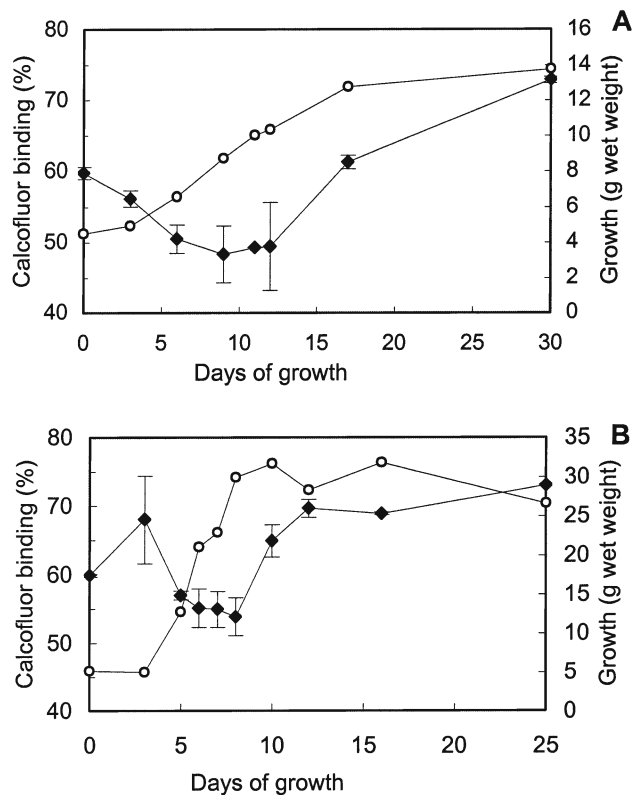 A
80
70
60
50
40
Calcofluor binding (%)
16
14
12
10
8
6
4
2
0
Growth (g wet weight)
0 5 10 15 20 25 30
Days of growth
B
80
70
60
50
40
Calcofluor binding (%)
35
30
25
20
15
10
5
0
Growth (g wet weight)
0 5 10 15 20 25
Days of growth